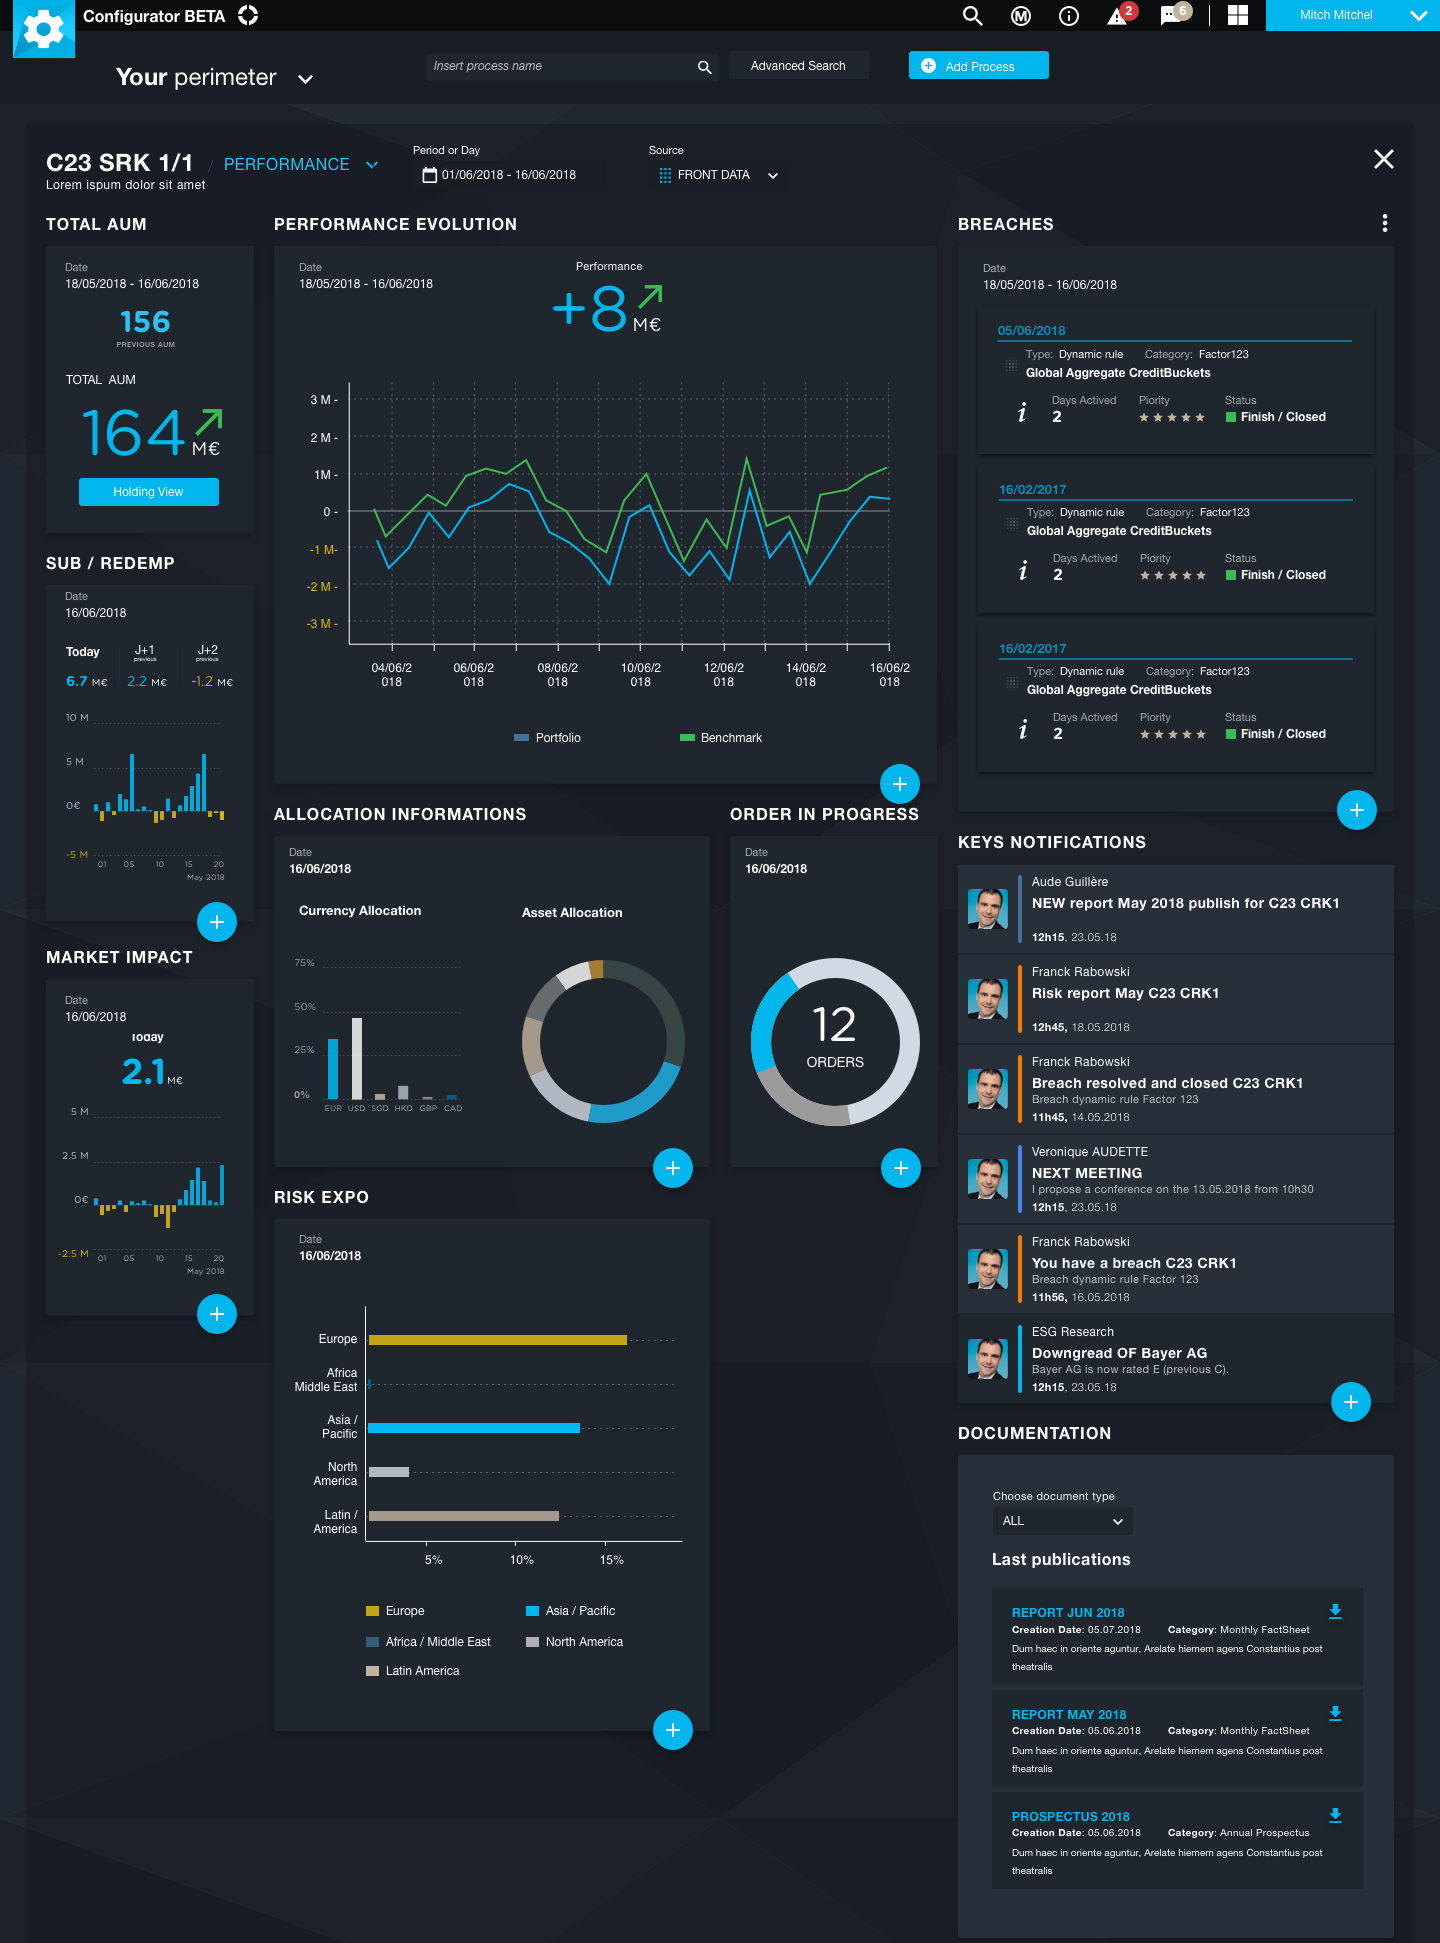 Configurator BETA
M
2
6
Mitch Mitchel
Your perimeter
Insert process name
Advanced Search
Add Process
C23 SRK 1/1 / PERFORMANCE
Lorem ispum dolor sit amet
Period or Day
01/06/2018 - 16/06/2018
Source
FRONT DATA
TOTAL AUM
Date
18/05/2018 - 16/06/2018
156
PREVIOUS AUM
TOTAL AUM
164
M€
Holding View
SUB / REDEMP
Date
16/06/2018
Today
J+1
previous
J+2
previous
6.7 M€
2.2 M€
-1.2 M€
10 M
5 M
0€
-5 M
01 05 10 15 20
May 2018
MARKET IMPACT
Date
16/06/2018
Today
2.1 M€
5 M
2.5 M
0€
-2.5 M
01 05 10 15 20
May 2018
PERFORMANCE EVOLUTION
Date
18/05/2018 - 16/06/2018
Performance
+8 M€
3 M -
2 M -
1M -
0 -
-1 M-
-2 M -
-3 M -
04/06/2 06/06/2 08/06/2 10/06/2 12/06/2 14/06/2 16/06/2
018 018 018 018 018 018 018
Portfolio
Benchmark
ALLOCATION INFORMATIONS
Date
16/06/2018
Currency Allocation
Asset Allocation
75%
50%
25%
0%
EUR USD SGD HKD GBP CAD
ORDER IN PROGRESS
Date
16/06/2018
12
ORDERS
RISK EXPO
Date
16/06/2018
Europe
Africa
Middle East
Asia /
Pacific
North
America
Latin /
America
5% 10% 15%
Europe
Asia / Pacific
Africa / Middle East
North America
Latin America
BREACHES
Date
18/05/2018 - 16/06/2018
05/06/2018
Type: Dynamic rule Category: Factor123
Global Aggregate CreditBuckets
i
Days Actived Piority Status
2 Finish / Closed
16/02/2017
Type: Dynamic rule Category: Factor123
Global Aggregate CreditBuckets
i
Days Actived Piority Status
2 Finish / Closed
16/02/2017
Type: Dynamic rule Category: Factor123
Global Aggregate CreditBuckets
i
Days Actived Piority Status
2 Finish / Closed
KEYS NOTIFICATIONS
Aude Guillère
NEW report May 2018 publish for C23 CRK1
12h15, 23.05.18
Franck Rabowski
Risk report May C23 CRK1
12h45, 18.05.2018
Franck Rabowski
Breach resolved and closed C23 CRK1
Breach dynamic rule Factor 123
11h45, 14.05.2018
Veronique AUDETTE
NEXT MEETING
I propose a conference on the 13.05.2018 from 10h30
12h15, 23.05.18
Franck Rabowski
You have a breach C23 CRK1
Breach dynamic rule Factor 123
11h56, 16.05.2018
ESG Research
Downgread OF Bayer AG
Bayer AG is now rated E (previous C).
12h15, 23.05.18
DOCUMENTATION
Choose document type
ALL
Last publications
REPORT JUN 2018
Creation Date: 05.07.2018 Category: Monthly FactSheet
Dum haec in oriente aguntur, Arelate hiemem agens Constantius post
theatralis
REPORT MAY 2018
Creation Date: 05.06.2018 Category: Monthly FactSheet
Dum haec in oriente aguntur, Arelate hiemem agens Constantius post
theatralis
PROSPECTUS 2018
Creation Date: 05.06.2018 Category: Annual Prospectus
Dum haec in oriente aguntur, Arelate hiemem agens Constantius post
theatralis